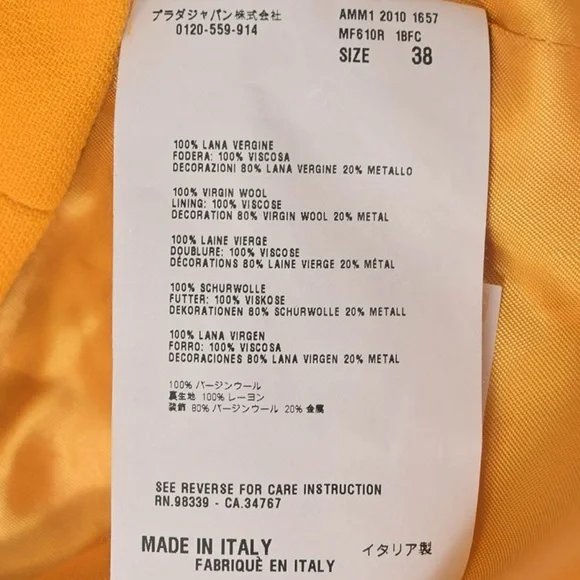 プラダジャパン株式会社
0120-559-914
AMM1 2010 1657
MF610R 1BFC
SIZE 38
100% LANA VERGINE
FODERA: 100% VISCOSA
DECORAZIONI 80% LANA VERGINE 20% METALLO
100% VIRGIN WOOL
LINING: 100% VISCOSE
DECORATION 80% VIRGIN WOOL 20% METAL
100% LAINE VIERGE
DOUBLURE: 100% VISCOSE
DÉCORATIONS 80% LAINE VIERGE 20% MÉTAL
100% SCHURWOLLE
FUTTER: 100% VISKOSE
DEKORATIONEN 80% SCHURWOLLE 20% METALL
100% LANA VIRGEN
FORRO: 100% VISCOSA
DECORACIONES 80% LANA VIRGEN 20% METAL
100% バージンウール
裏生地 100% レーヨン
装飾 80% バージンウール 20% 金属
SEE REVERSE FOR CARE INSTRUCTION
RN.98339 - CA.34767
MADE IN ITALY
FABRIQUÈ EN ITALY
イタリア製